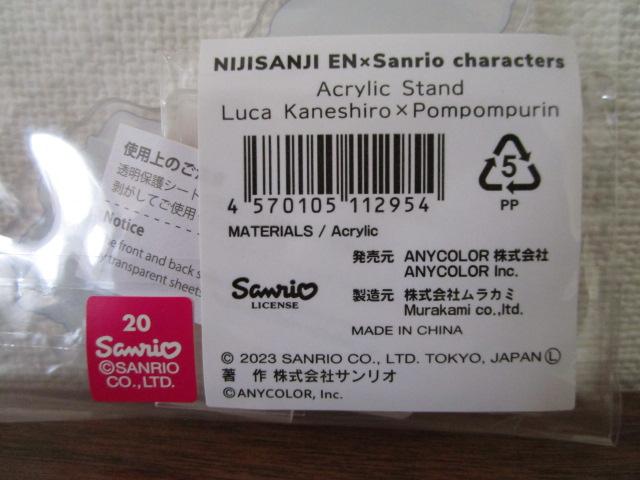 NIJISANJI EN×Sanrio characters
Acrylic Stand
Luca Kaneshiro×Pompompurin
4 570105 112954
5
PP
MATERIALS / Acrylic
発売元 ANYCOLOR 株式会社
ANYCOLOR Inc.
Sanrio
LICENSE
製造元 株式会社ムラカミ
Murakami co.,ltd.
MADE IN CHINA
© 2023 SANRIO CO., LTD. TOKYO, JAPAN Ⓛ
著 作 株式会社サンリオ
©ANYCOLOR, Inc.
使用上のご
透明保護シート
剥がしてご使用
Notice
front and back
transparent sheets
20
Sanrio
©SANRIO
CO., LTD.